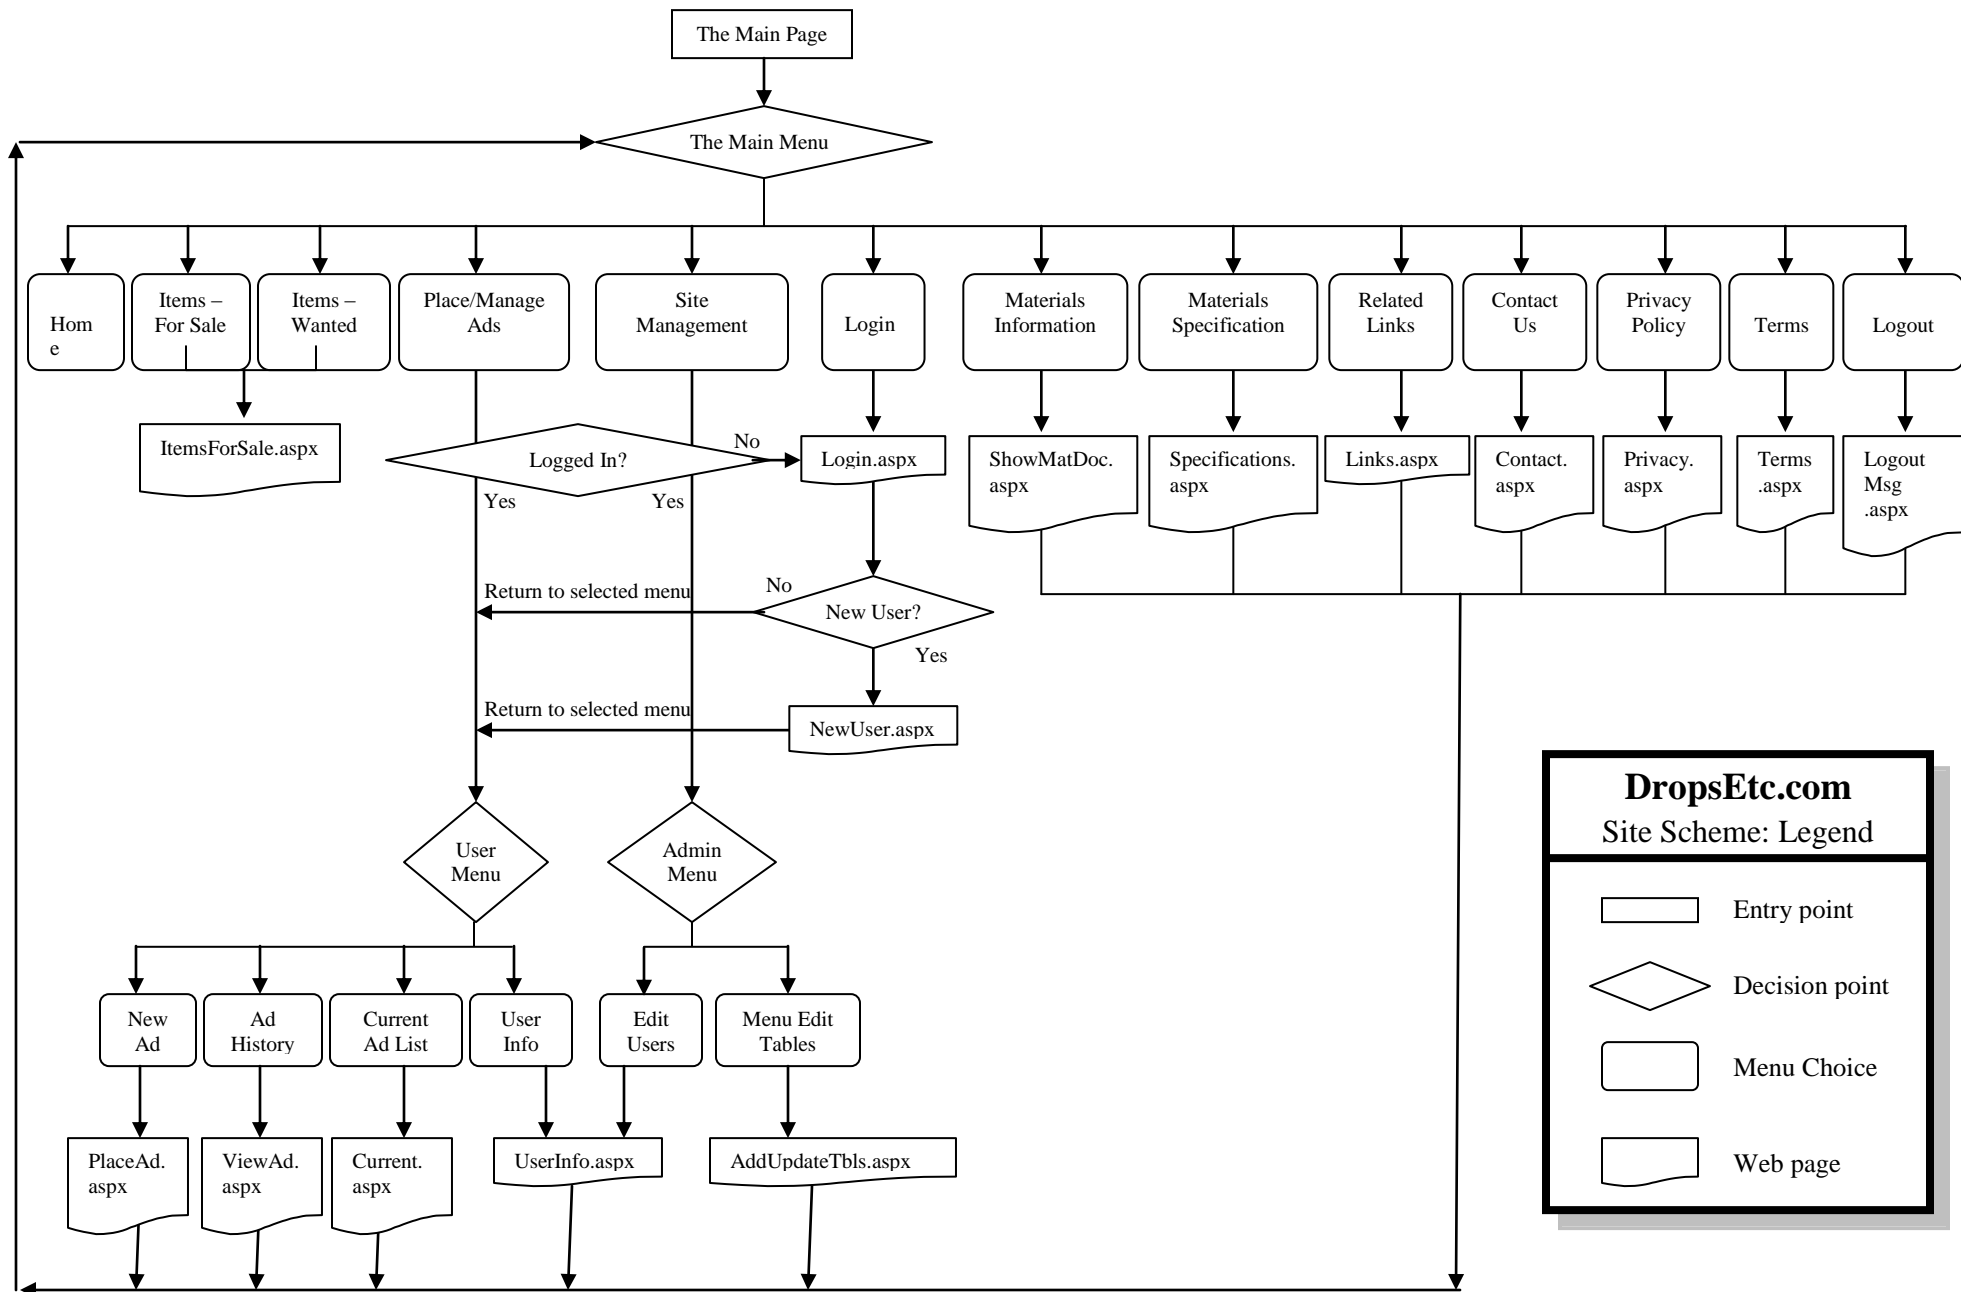 The Main Page
The Main Menu
Hom
e
Items –
For Sale
Items –
Wanted
Place/Manage
Ads
Site
Management
Login
Materials
Information
Materials
Specification
Related
Links
Contact
Us
Privacy
Policy
Terms
Logout
ItemsForSale.aspx
Logged In?
No
Yes
Yes
Login.aspx
ShowMatDoc.
aspx
Specifications.
aspx
Links.aspx
Contact.
aspx
Privacy.
aspx
Terms
.aspx
Logout
Msg
.aspx
Return to selected menu
No
New User?
Yes
Return to selected menu
NewUser.aspx
User
Menu
Admin
Menu
New
Ad
Ad
History
Current
Ad List
User
Info
Edit
Users
Menu Edit
Tables
PlaceAd.
aspx
ViewAd.
aspx
Current.
aspx
UserInfo.aspx
AddUpdateTbls.aspx
DropsEtc.com
Site Scheme: Legend
Entry point
Decision point
Menu Choice
Web page